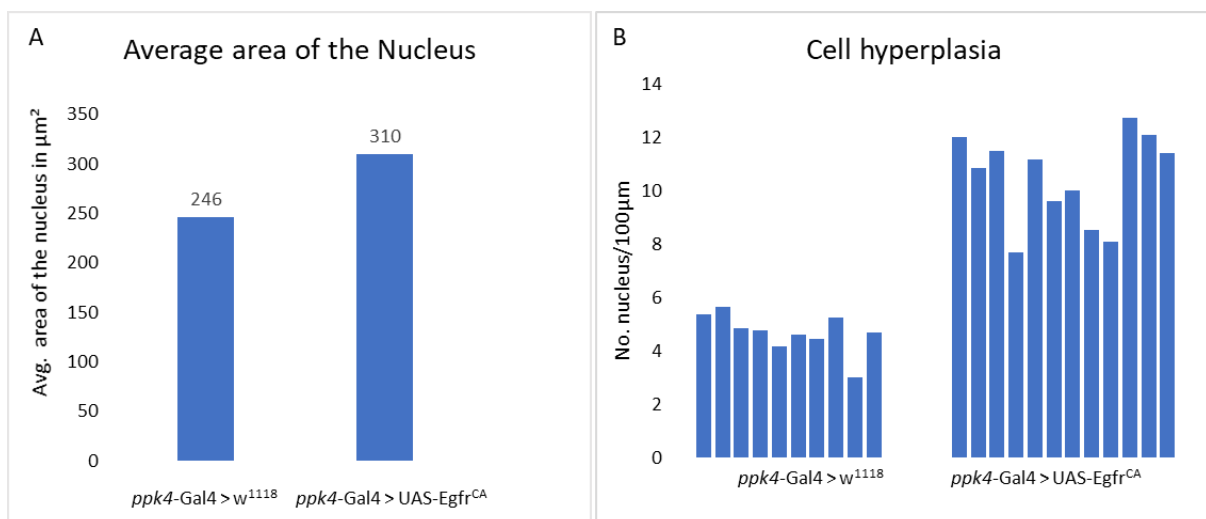 A
Average area of the Nucleus
Avg. area of the nucleus in µm²
350
300
250
200
150
100
50
0
246
310
ppk4-Gal4 > w¹¹¹⁸
ppk4-Gal4 > UAS-Egfrᶜᴬ
B
Cell hyperplasia
No. nucleus/100µm
14
12
10
8
6
4
2
0
ppk4-Gal4 > w¹¹¹⁸
ppk4-Gal4 > UAS-Egfrᶜᴬ